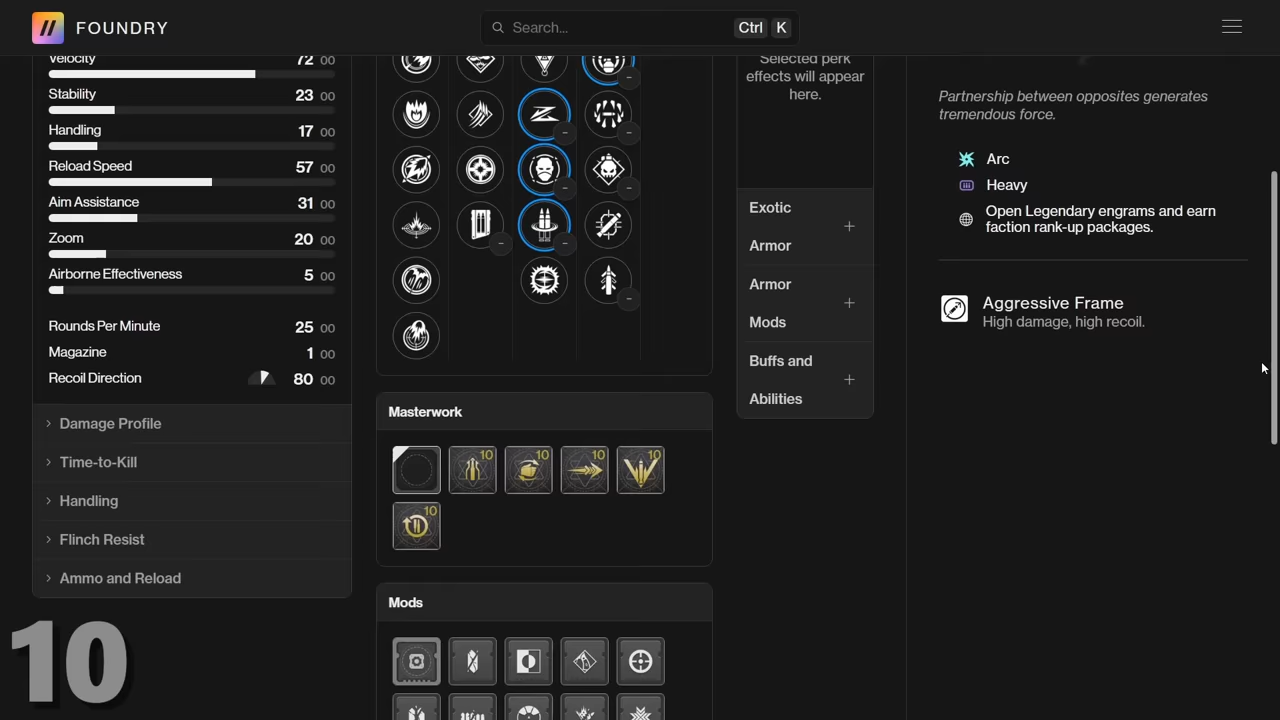 FOUNDRY
Search...
Ctrl K
Velocity 72 00
Stability 23 00
Handling 17 00
Reload Speed 57 00
Aim Assistance 31 00
Zoom 20 00
Airborne Effectiveness 5 00
Rounds Per Minute 25 00
Magazine 1 00
Recoil Direction 80 00
Damage Profile
Time-to-Kill
Handling
Flinch Resist
Ammo and Reload
10
Masterwork
10 10 10 10
10
Mods
Selected perk
effects will appear
here.
Exotic
Armor
Armor
Mods
Buffs and
Abilities
Partnership between opposites generates
tremendous force.
Arc
Heavy
Open Legendary engrams and earn
faction rank-up packages.
Aggressive Frame
High damage, high recoil.